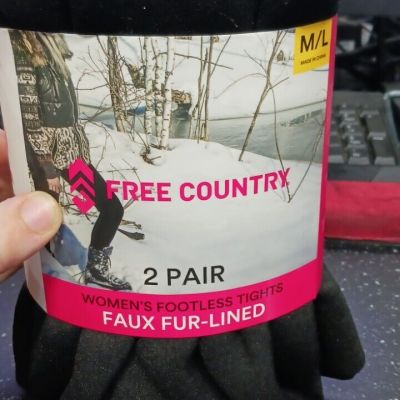 M/L
MADE IN CHINA
FREE COUNTRY
2 PAIR
WOMEN'S FOOTLESS TIGHTS
FAUX FUR-LINED